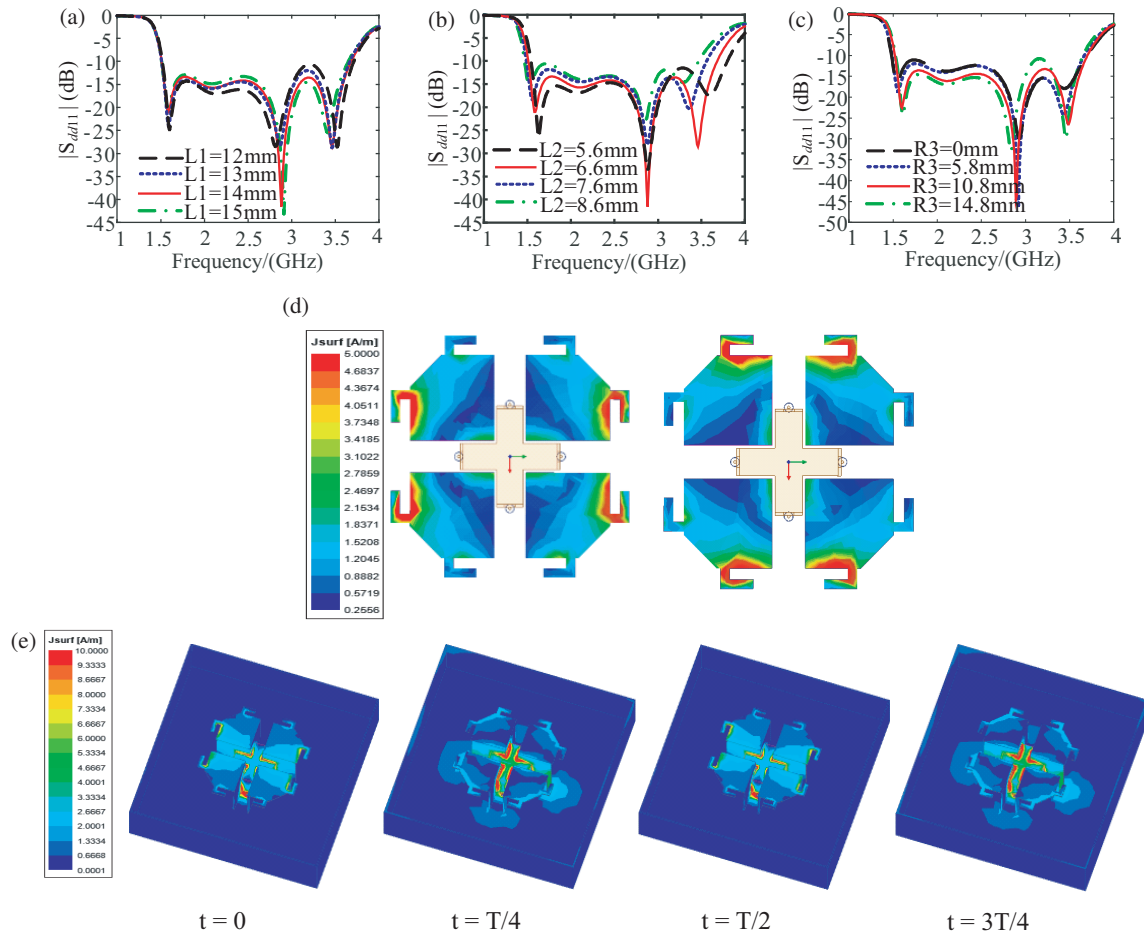 (a)
0
-5
-10
-15
-20
-25
-30
-35
-40
-45
|S_dd11| (dB)
L1=12mm
L1=13mm
L1=14mm
L1=15mm
1 1.5 2 2.5 3 3.5 4
Frequency/(GHz)
(b)
0
-5
-10
-15
-20
-25
-30
-35
-40
-45
|S_dd11| (dB)
L2=5.6mm
L2=6.6mm
L2=7.6mm
L2=8.6mm
1 1.5 2 2.5 3 3.5 4
Frequency/(GHz)
(c)
0
-5
-10
-15
-20
-25
-30
-35
-40
-45
-50
|S_dd11| (dB)
R3=0mm
R3=5.8mm
R3=10.8mm
R3=14.8mm
1 1.5 2 2.5 3 3.5 4
Frequency/(GHz)
(d)
Jsurf [A/m]
5.0000
4.6837
4.3674
4.0511
3.7348
3.4185
3.1022
2.7859
2.4697
2.1534
1.8371
1.5208
1.2045
0.8882
0.5719
0.2556
(e)
Jsurf [A/m]
10.0000
9.3333
8.6667
8.0000
7.3334
6.6667
6.0000
5.3334
4.6667
4.0001
3.3334
2.6667
2.0001
1.3334
0.6668
0.0001
t = 0
t = T/4
t = T/2
t = 3T/4